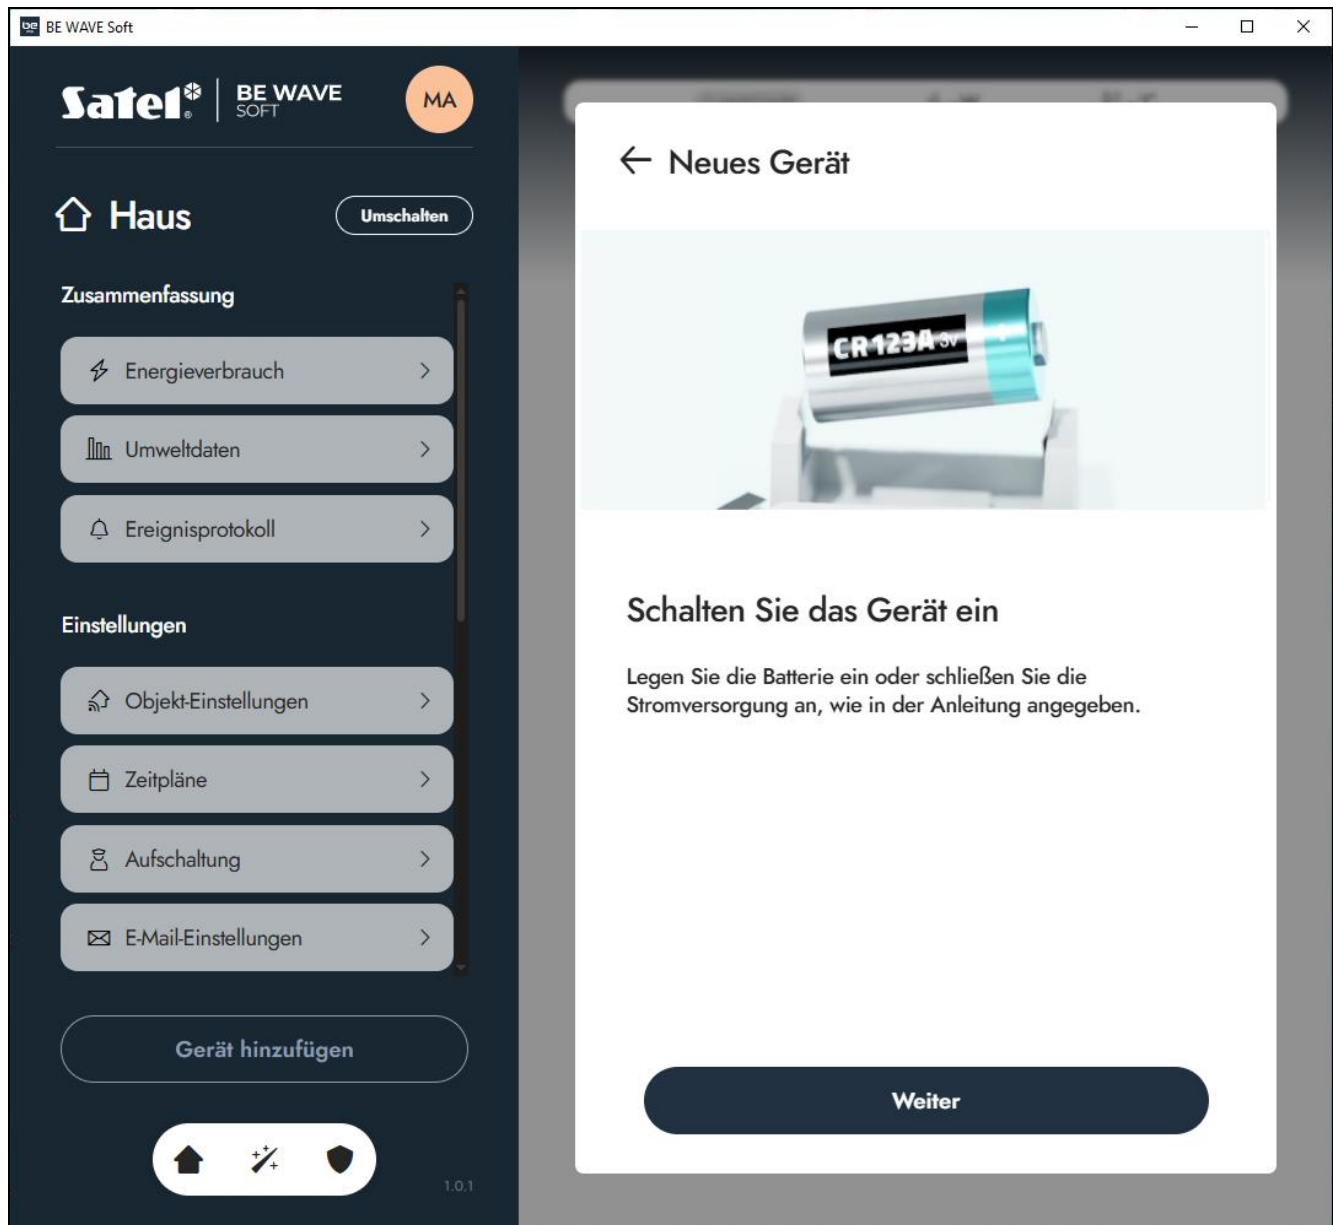 BE WAVE Soft
Satel® BE WAVE SOFT
MA
Haus
Umschalten
Zusammenfassung
Energieverbrauch
Umweltdaten
Ereignisprotokoll
Einstellungen
Objekt-Einstellungen
Zeitpläne
Aufschaltung
E-Mail-Einstellungen
Gerät hinzufügen
1.0.1
Neues Gerät
CR123A 3v
Schalten Sie das Gerät ein
Legen Sie die Batterie ein oder schließen Sie die
Stromversorgung an, wie in der Anleitung angegeben.
Weiter